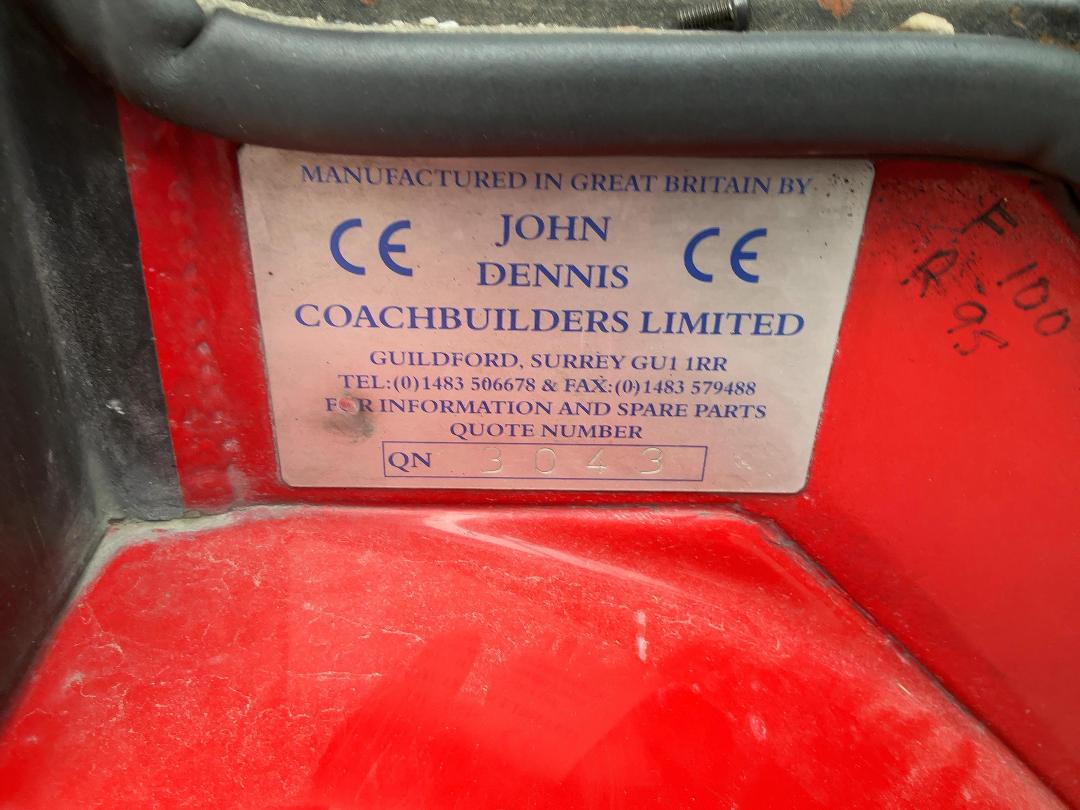 MANUFACTURED IN GREAT BRITAIN BY
CE JOHN CE
DENNIS
COACHBUILDERS LIMITED
GUILDFORD, SURREY GU1 1RR
TEL:(0)1483 506678 & FAX:(0)1483 579488
FOR INFORMATION AND SPARE PARTS
QUOTE NUMBER
QN 3043
F 100
R 95